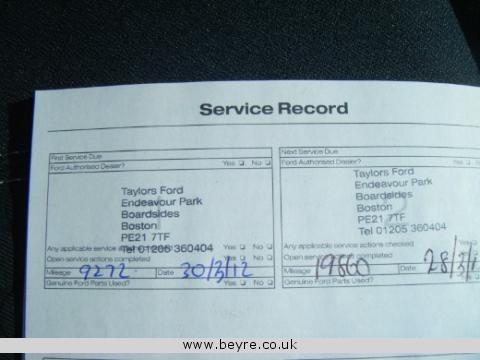 Service Record
First Service Due
Ford Authorised Dealer? Yes No
Taylors Ford
Endeavour Park
Boardsides
Boston
PE21 7TF
Tel 01205 360404
Any applicable service actions checked Yes No
Open service actions completed Yes No
Mileage 9272 Date 30/3/12
Genuine Ford Parts Used? Yes No
Next Service Due
Ford Authorised Dealer? Yes No
Taylors Ford
Endeavour Park
Boardsides
Boston
PE21 7TF
Tel 01205 360404
Any applicable service actions checked Yes
Open service actions completed
Mileage 19860 Date
Genuine Ford Parts Used? Yes No
www.beyre.co.uk